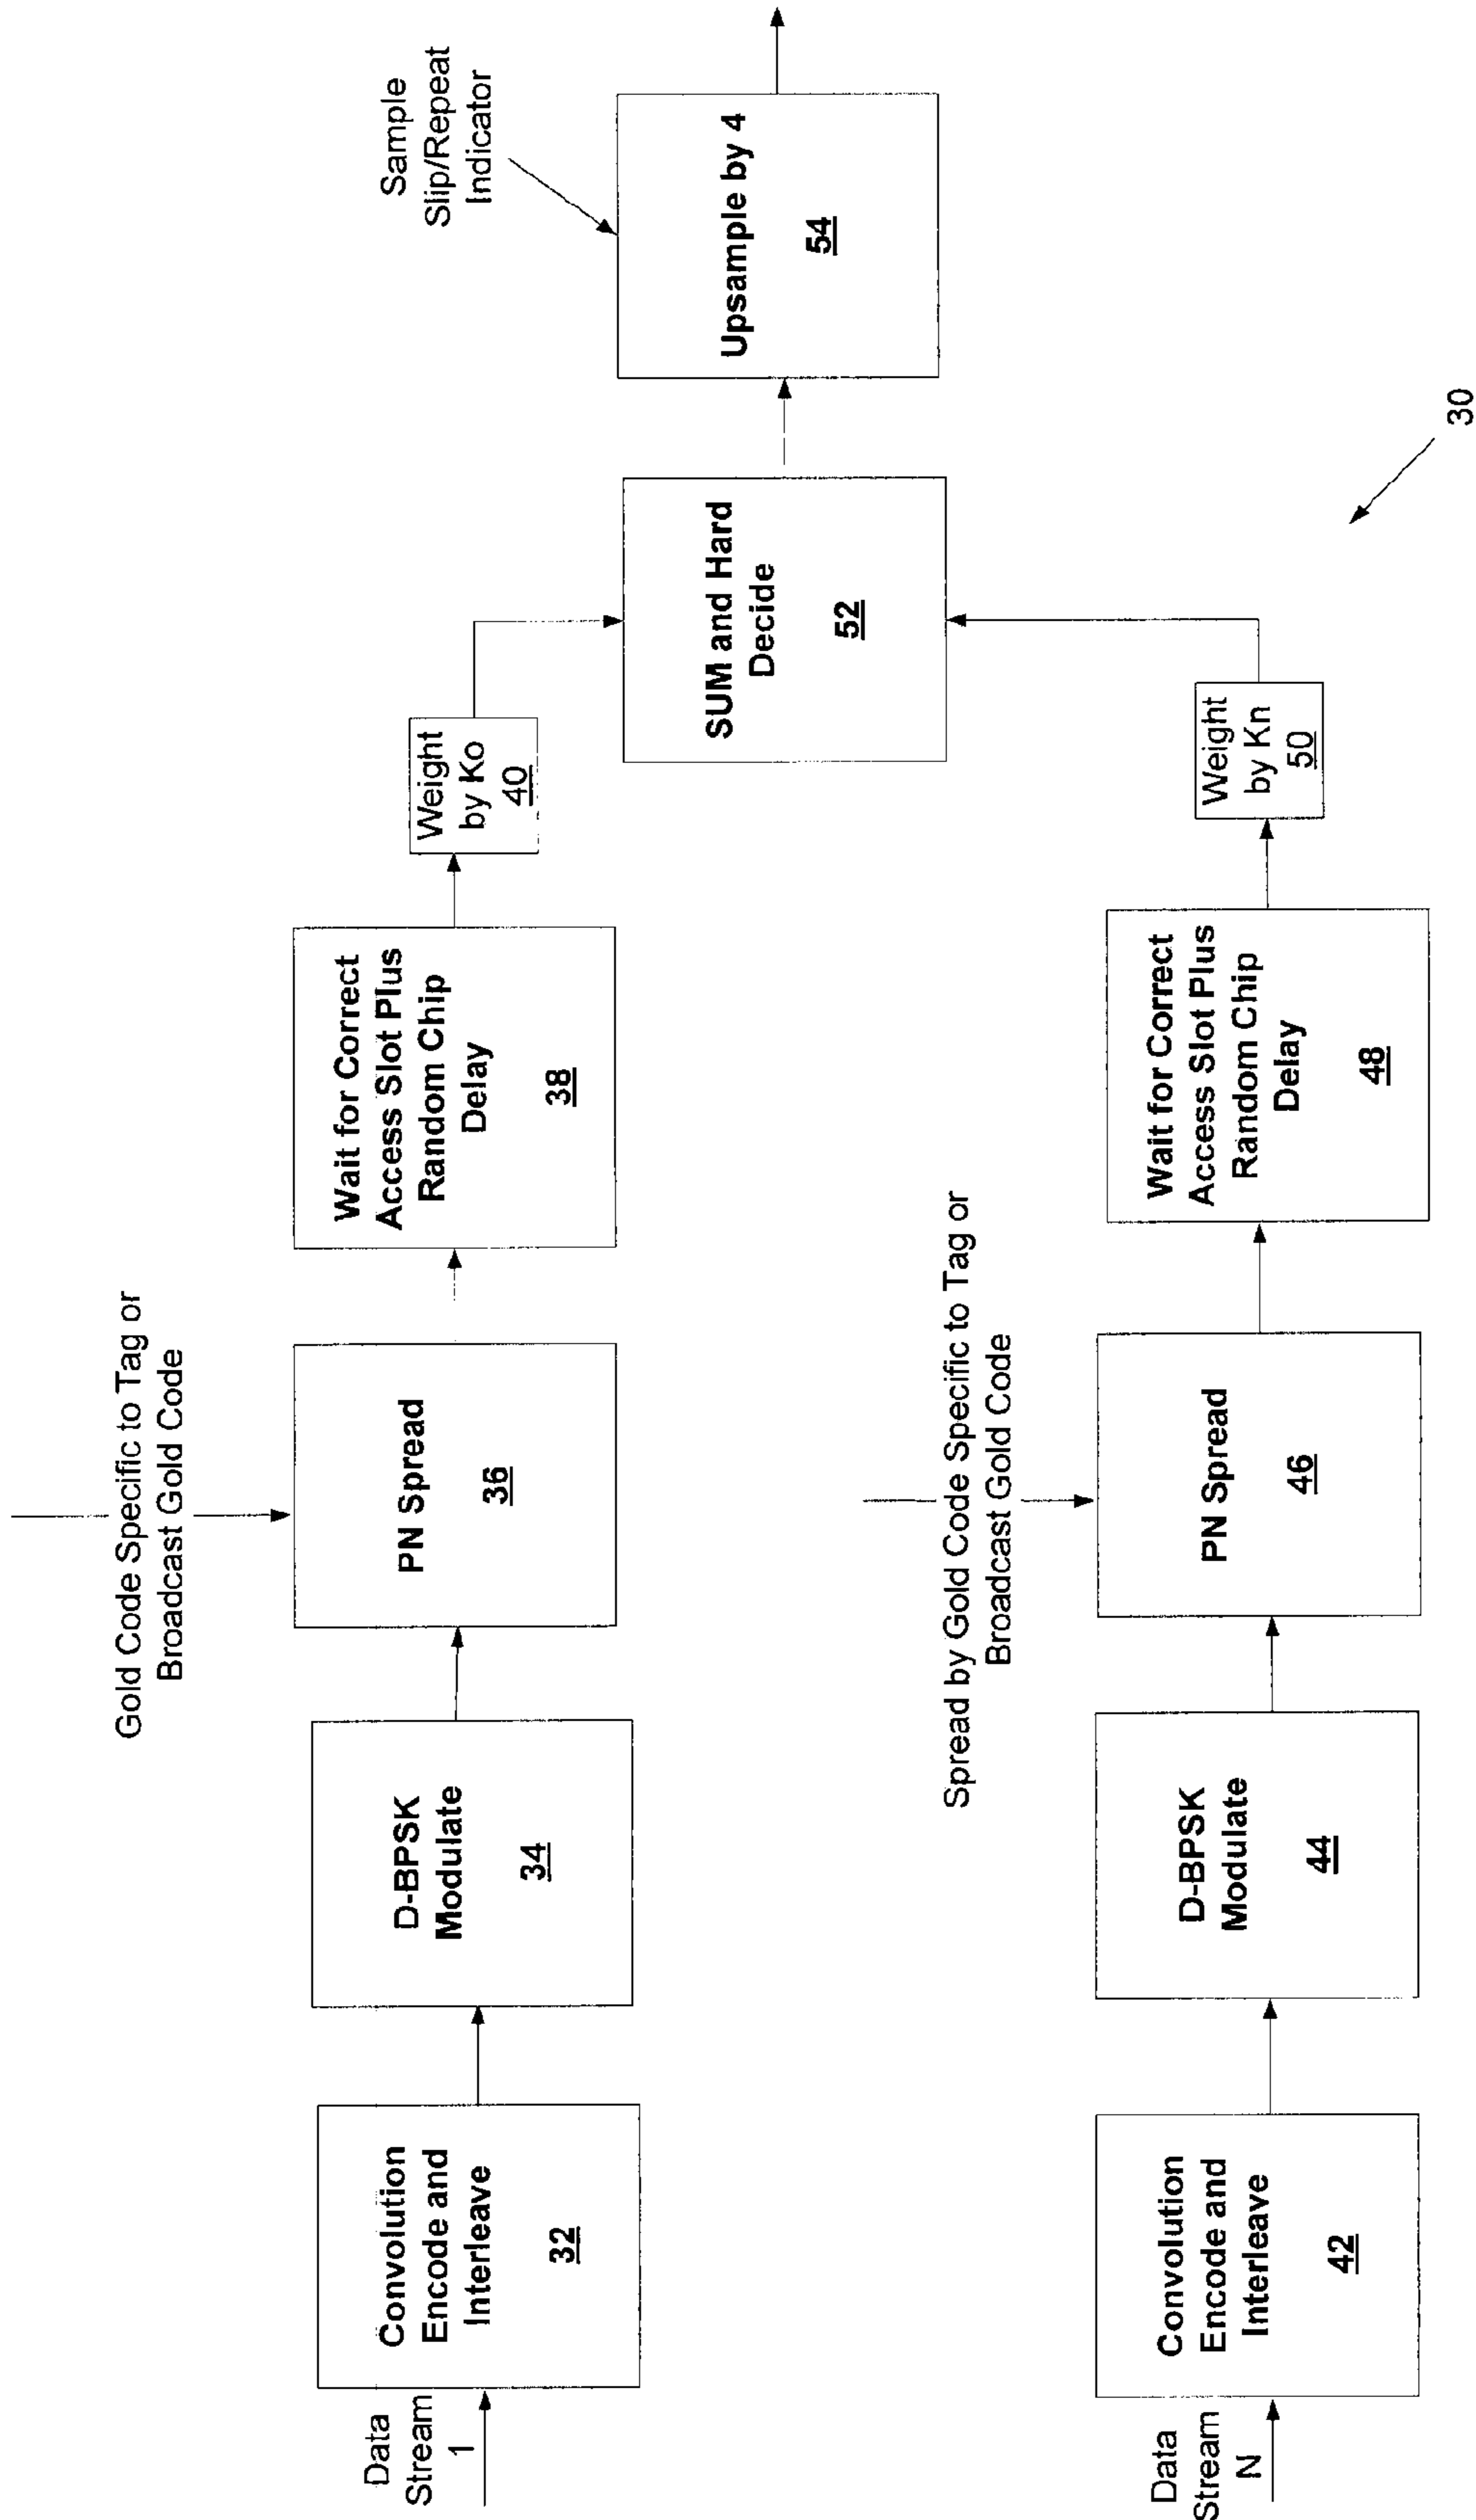 Data
Stream
1
Convolution
Encode and
Interleave
32
D-BPSK
Modulate
34
Gold Code Specific to Tag or
Broadcast Gold Code
PN Spread
36
Wait for Correct
Access Slot Plus
Random Chip
Delay
38
Weight
by Ko
40
Sample
Slip/Repeat
Indicator
SUM and Hard
Decide
52
Upsample by 4
54
Data
Stream
N
Convolution
Encode and
Interleave
42
D-BPSK
Modulate
44
Spread by Gold Code Specific to Tag or
Broadcast Gold Code
PN Spread
46
Wait for Correct
Access Slot Plus
Random Chip
Delay
48
Weight
by Kn
50
30